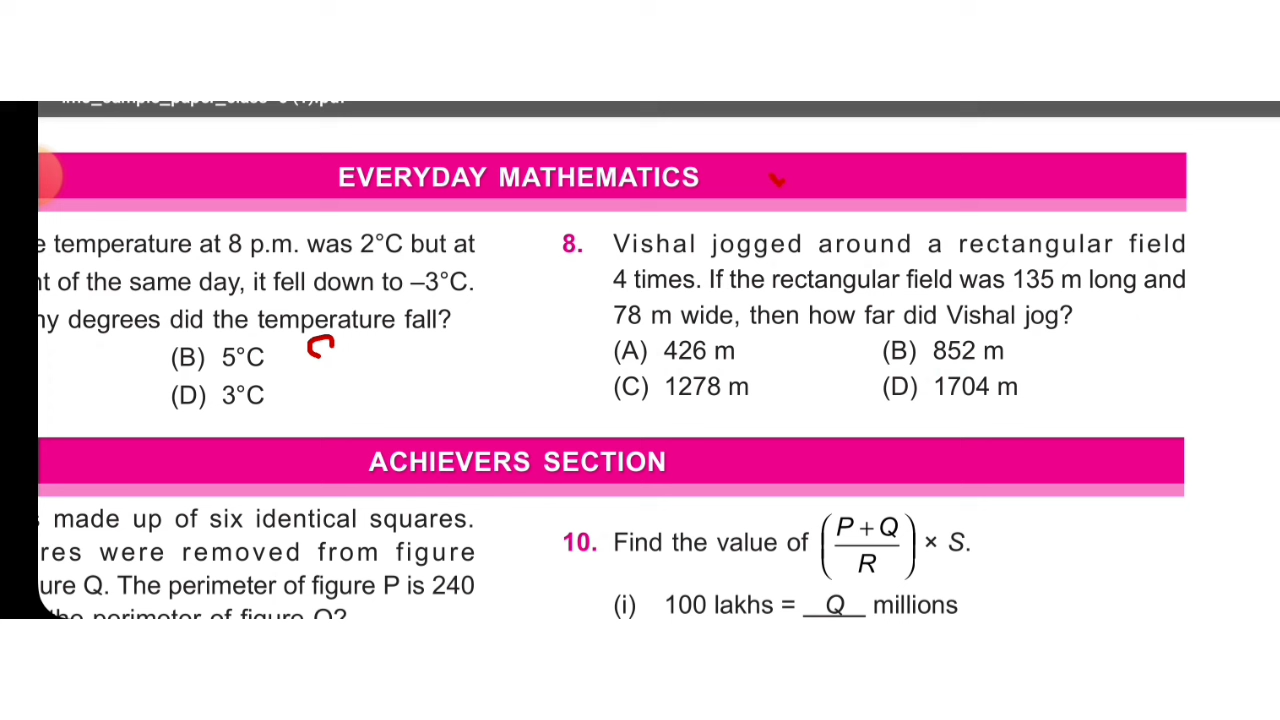 EVERYDAY MATHEMATICS
temperature at 8 p.m. was 2°C but at
of the same day, it fell down to –3°C.
degrees did the temperature fall?
(B) 5°C
(D) 3°C
8. Vishal jogged around a rectangular field
4 times. If the rectangular field was 135 m long and
78 m wide, then how far did Vishal jog?
(A) 426 m (B) 852 m
(C) 1278 m (D) 1704 m
ACHIEVERS SECTION
made up of six identical squares.
were removed from figure
Q. The perimeter of figure P is 240
perimeter of figure Q?
10. Find the value of ((P + Q)/R) × S.
(i) 100 lakhs = __Q__ millions